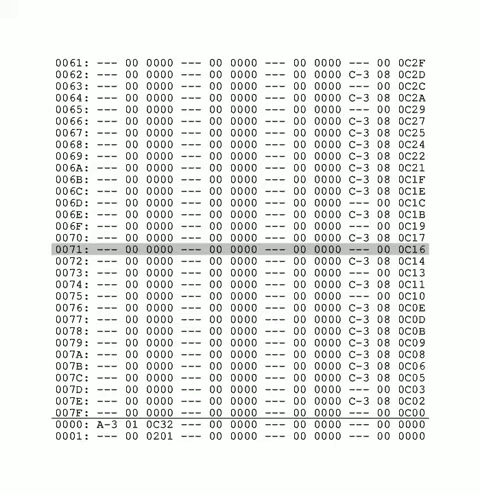 0061: --- 00 0000 --- 00 0000 --- 00 0000 --- 00 0C2F
0062: --- 00 0000 --- 00 0000 --- 00 0000 C-3 08 0C2D
0063: --- 00 0000 --- 00 0000 --- 00 0000 --- 00 0C2C
0064: --- 00 0000 --- 00 0000 --- 00 0000 C-3 08 0C2A
0065: --- 00 0000 --- 00 0000 --- 00 0000 --- 00 0C29
0066: --- 00 0000 --- 00 0000 --- 00 0000 C-3 08 0C27
0067: --- 00 0000 --- 00 0000 --- 00 0000 C-3 08 0C25
0068: --- 00 0000 --- 00 0000 --- 00 0000 C-3 08 0C24
0069: --- 00 0000 --- 00 0000 --- 00 0000 C-3 08 0C22
006A: --- 00 0000 --- 00 0000 --- 00 0000 C-3 08 0C21
006B: --- 00 0000 --- 00 0000 --- 00 0000 C-3 08 0C1F
006C: --- 00 0000 --- 00 0000 --- 00 0000 C-3 08 0C1E
006D: --- 00 0000 --- 00 0000 --- 00 0000 --- 00 0C1C
006E: --- 00 0000 --- 00 0000 --- 00 0000 C-3 08 0C1B
006F: --- 00 0000 --- 00 0000 --- 00 0000 --- 00 0C19
0070: --- 00 0000 --- 00 0000 --- 00 0000 C-3 08 0C17
0071: --- 00 0000 --- 00 0000 --- 00 0000 --- 00 0C16
0072: --- 00 0000 --- 00 0000 --- 00 0000 C-3 08 0C14
0073: --- 00 0000 --- 00 0000 --- 00 0000 --- 00 0C13
0074: --- 00 0000 --- 00 0000 --- 00 0000 C-3 08 0C11
0075: --- 00 0000 --- 00 0000 --- 00 0000 --- 00 0C10
0076: --- 00 0000 --- 00 0000 --- 00 0000 C-3 08 0C0E
0077: --- 00 0000 --- 00 0000 --- 00 0000 C-3 08 0C0D
0078: --- 00 0000 --- 00 0000 --- 00 0000 C-3 08 0C0B
0079: --- 00 0000 --- 00 0000 --- 00 0000 C-3 08 0C09
007A: --- 00 0000 --- 00 0000 --- 00 0000 C-3 08 0C08
007B: --- 00 0000 --- 00 0000 --- 00 0000 C-3 08 0C06
007C: --- 00 0000 --- 00 0000 --- 00 0000 C-3 08 0C05
007D: --- 00 0000 --- 00 0000 --- 00 0000 --- 00 0C03
007E: --- 00 0000 --- 00 0000 --- 00 0000 C-3 08 0C02
007F: --- 00 0000 --- 00 0000 --- 00 0000 --- 00 0C00
0000: A-3 01 0C32 --- 00 0000 --- 00 0000 --- 00 0000
0001: --- 00 0201 --- 00 0000 --- 00 0000 --- 00 0000